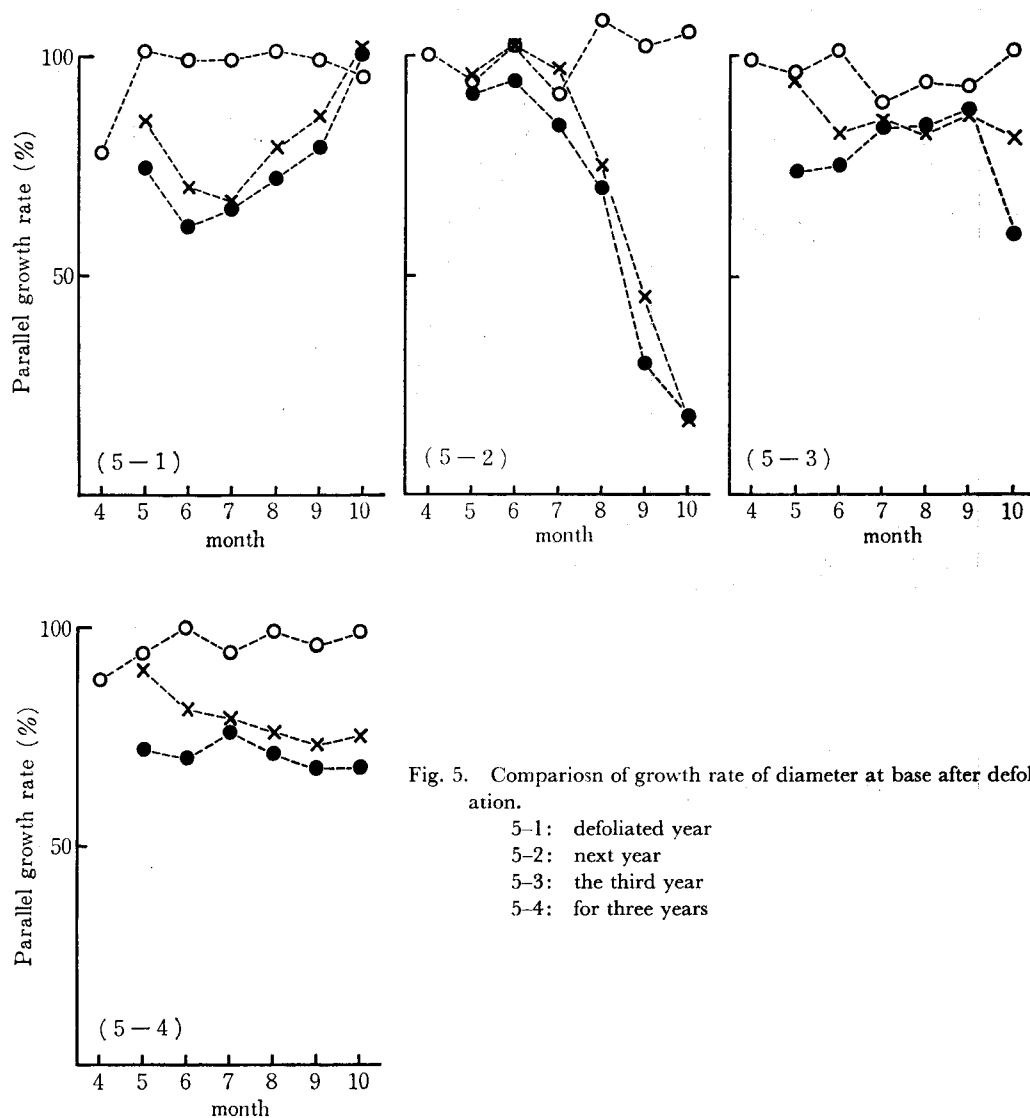 Parallel growth rate (%)
100
50
(5-1)
4 5 6 7 8 9 10
month
(5-2)
4 5 6 7 8 9 10
month
(5-3)
4 5 6 7 8 9 10
month
Parallel growth rate (%)
100
50
(5-4)
4 5 6 7 8 9 10
month
Fig. 5. Compariosn of growth rate of diameter at base after defol
ation.
5-1: defoliated year
5-2: next year
5-3: the third year
5-4: for three years